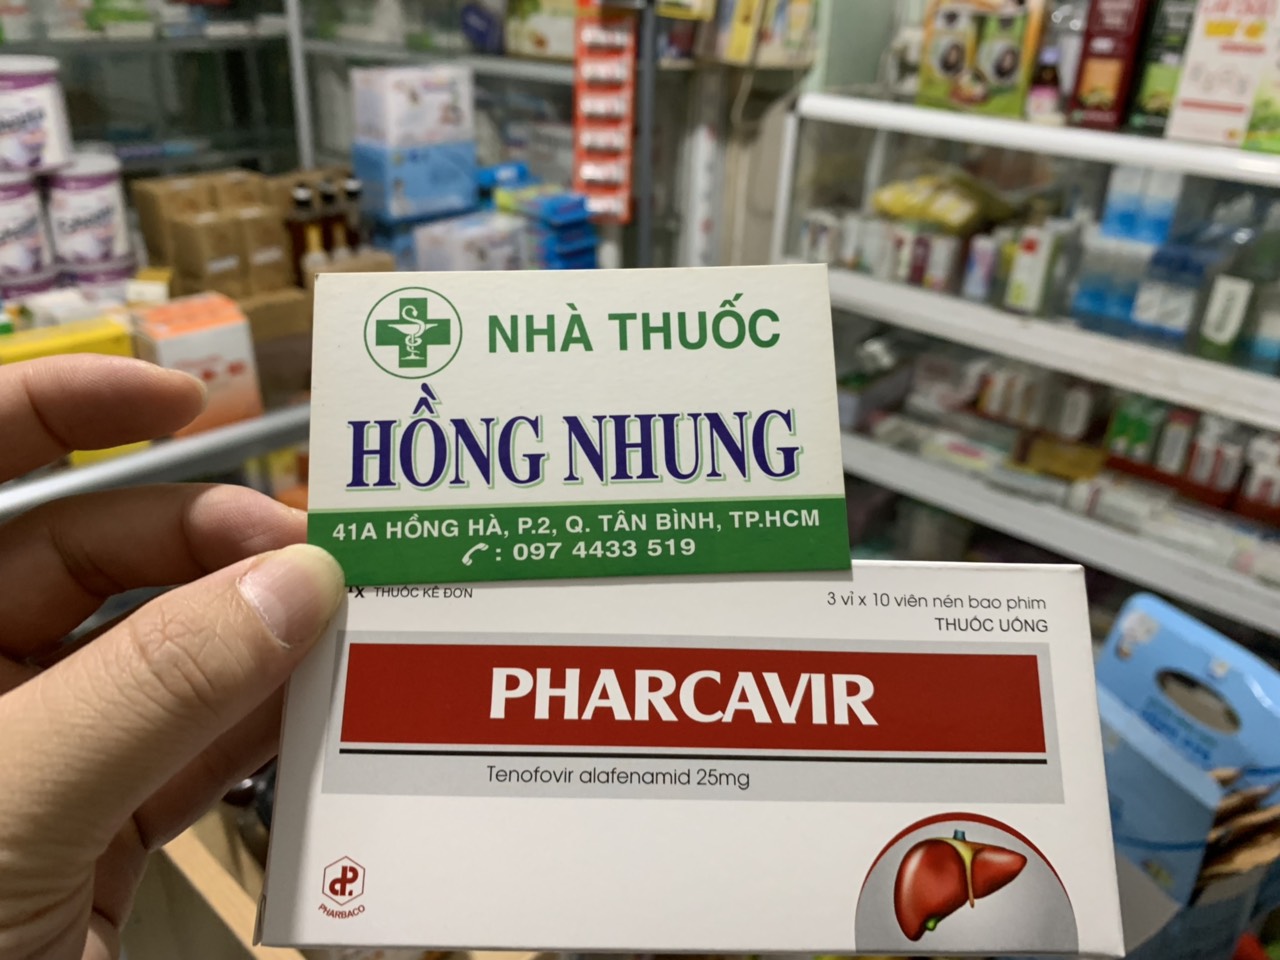 NHÀ THUỐC
HỒNG NHUNG
41A HỒNG HÀ, P.2, Q. TÂN BÌNH, TP.HCM
: 097 4433 519
THUỐC KÊ ĐƠN
3 vỉ x 10 viên nén bao phim
THUỐC UỐNG
PHARCAVIR
Tenofovir alafenamid 25mg
PHARBACO